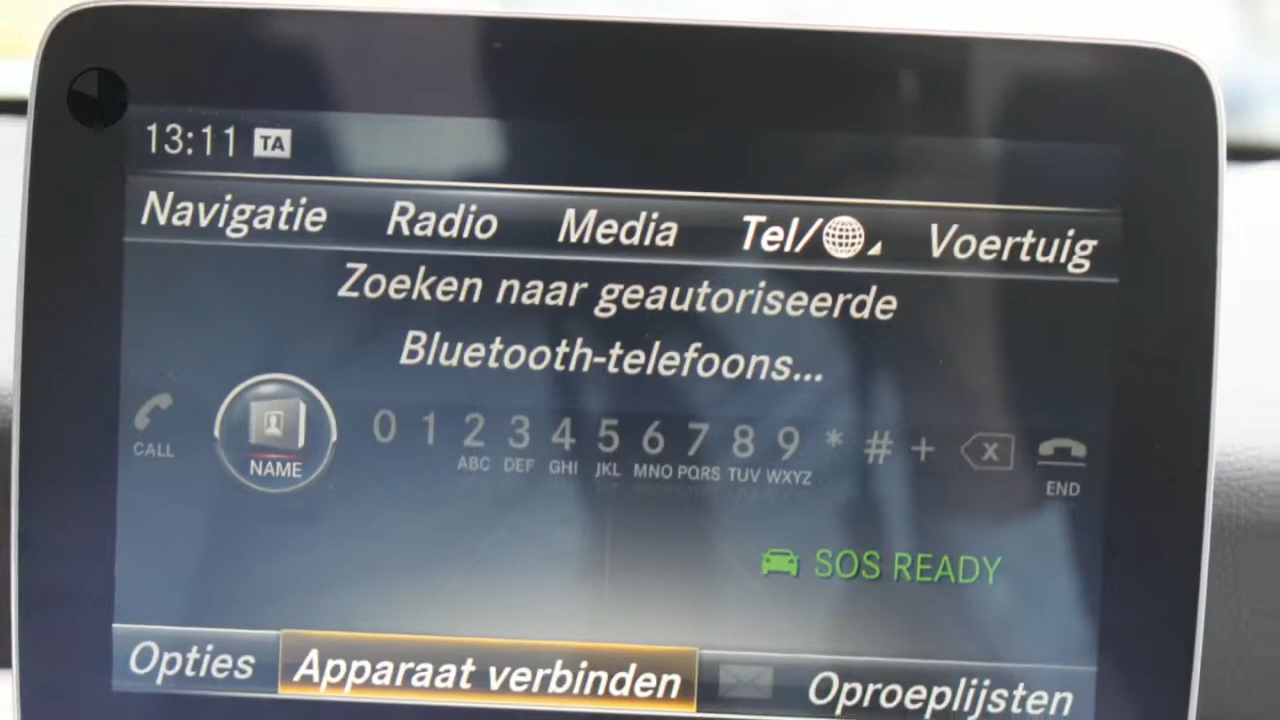 13:11 TA
Navigatie Radio Media Tel/ Voertuig
Zoeken naar geautoriseerde
Bluetooth-telefoons...
0 1 2 3 4 5 6 7 8 9 * # +
CALL NAME ABC DEF GHI JKL MNO PQRS TUV WXYZ END
SOS READY
Opties Apparaat verbinden Oproeplijsten